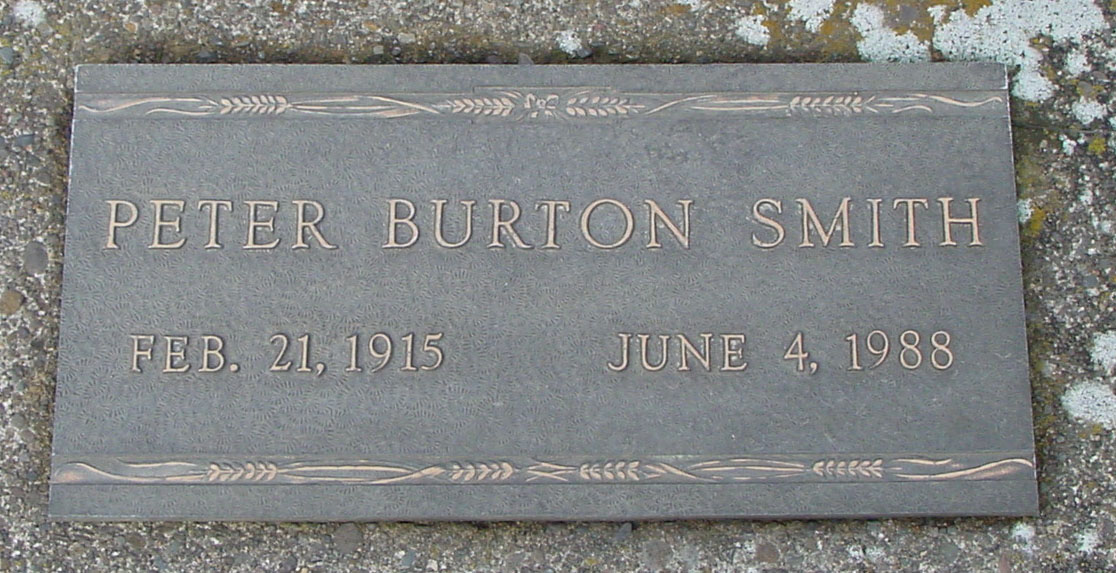 PETER BURTON SMITH
FEB. 21, 1915 JUNE 4, 1988